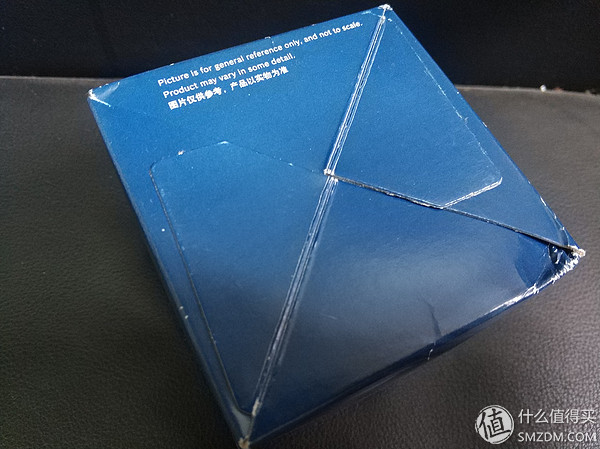 Picture is for general reference only, and not to scale.
Product may vary in some detail.
图片仅供参考，产品以实物为准
值 什么值得买
SMZDM.COM